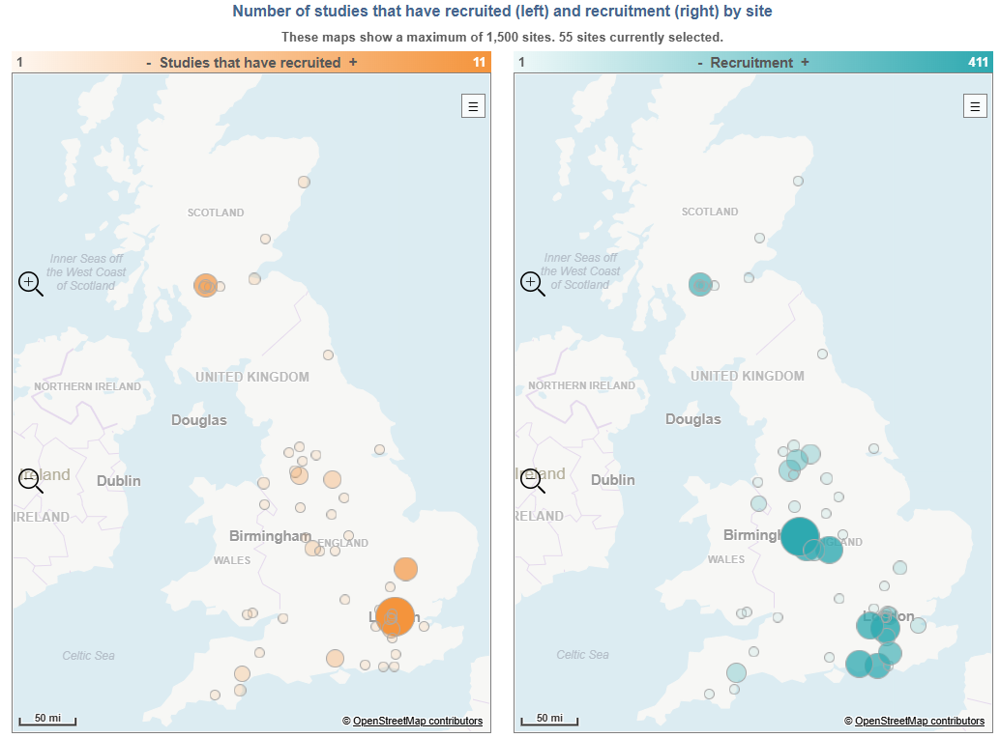 Number of studies that have recruited (left) and recruitment (right) by site
These maps show a maximum of 1,500 sites. 55 sites currently selected.
1 - Studies that have recruited + 11
SCOTLAND
Inner Seas off
the West Coast
of Scotland
UNITED KINGDOM
NORTHERN IRELAND
Douglas
Ireland
Dublin
IRELAND
Birmingham
ENGLAND
WALES
Celtic Sea
50 mi
© OpenStreetMap contributors
1 - Recruitment + 411
SCOTLAND
Inner Seas off
the West Coast
of Scotland
UNITED KINGDOM
NORTHERN IRELAND
Douglas
Ireland
Dublin
RELAND
WALES
London
Celtic Sea
50 mi
© OpenStreetMap contributors